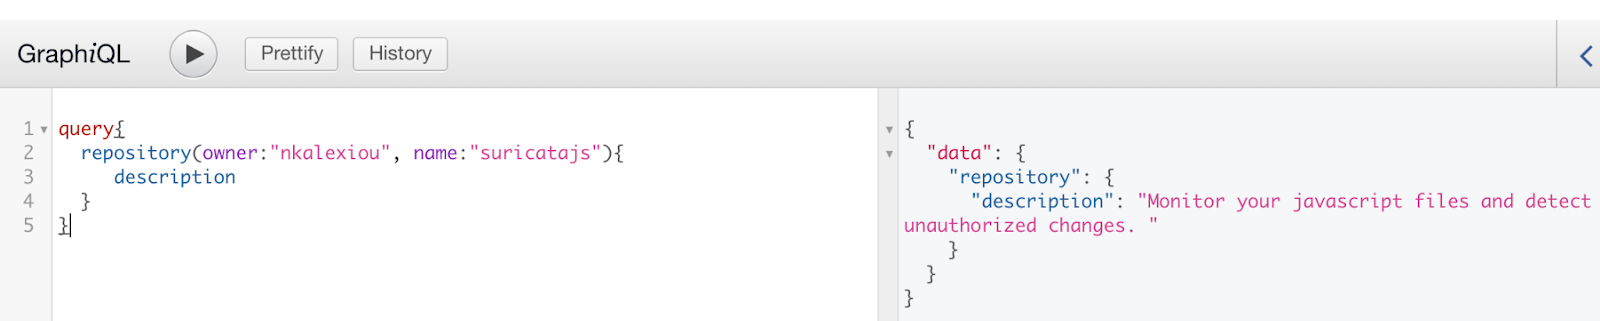 GraphiQL
Prettify
History
1 query{
2 repository(owner:"nkalexiou", name:"suricatajs"){
3 description
4 }
5 }
{
"data": {
"repository": {
"description": "Monitor your javascript files and detect
unauthorized changes. "
}
}
}